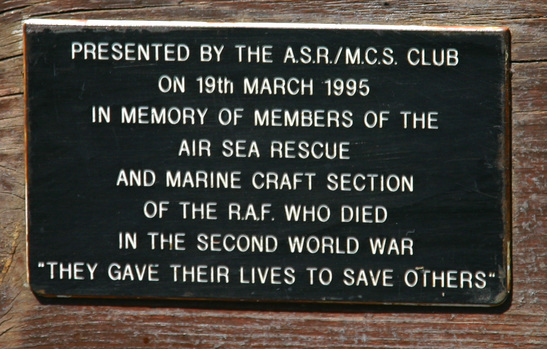 PRESENTED BY THE A.S.R./M.C.S. CLUB
ON 19th MARCH 1995
IN MEMORY OF MEMBERS OF THE
AIR SEA RESCUE
AND MARINE CRAFT SECTION
OF THE R.A.F. WHO DIED
IN THE SECOND WORLD WAR
"THEY GAVE THEIR LIVES TO SAVE OTHERS"